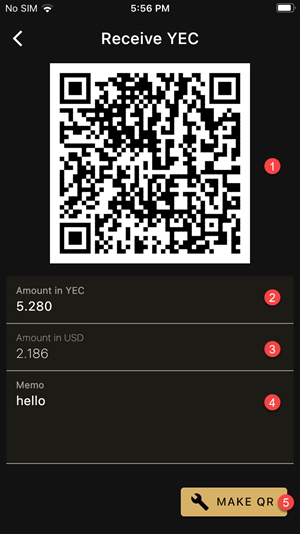 No SIM 5:56 PM
Receive YEC
1
Amount in YEC
5.280
2
Amount in USD
2.186
3
Memo
hello
4
MAKE QR
5